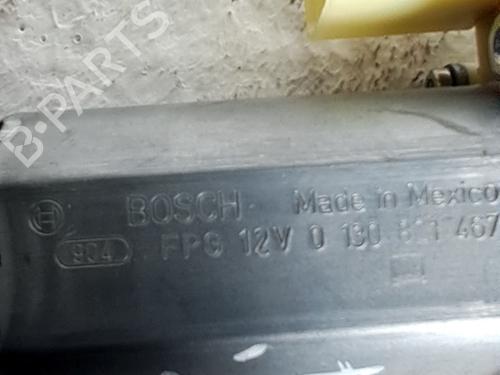 B-PARTS
BOSCH Made in Mexico
904 FPG 12V 0 130 821 467